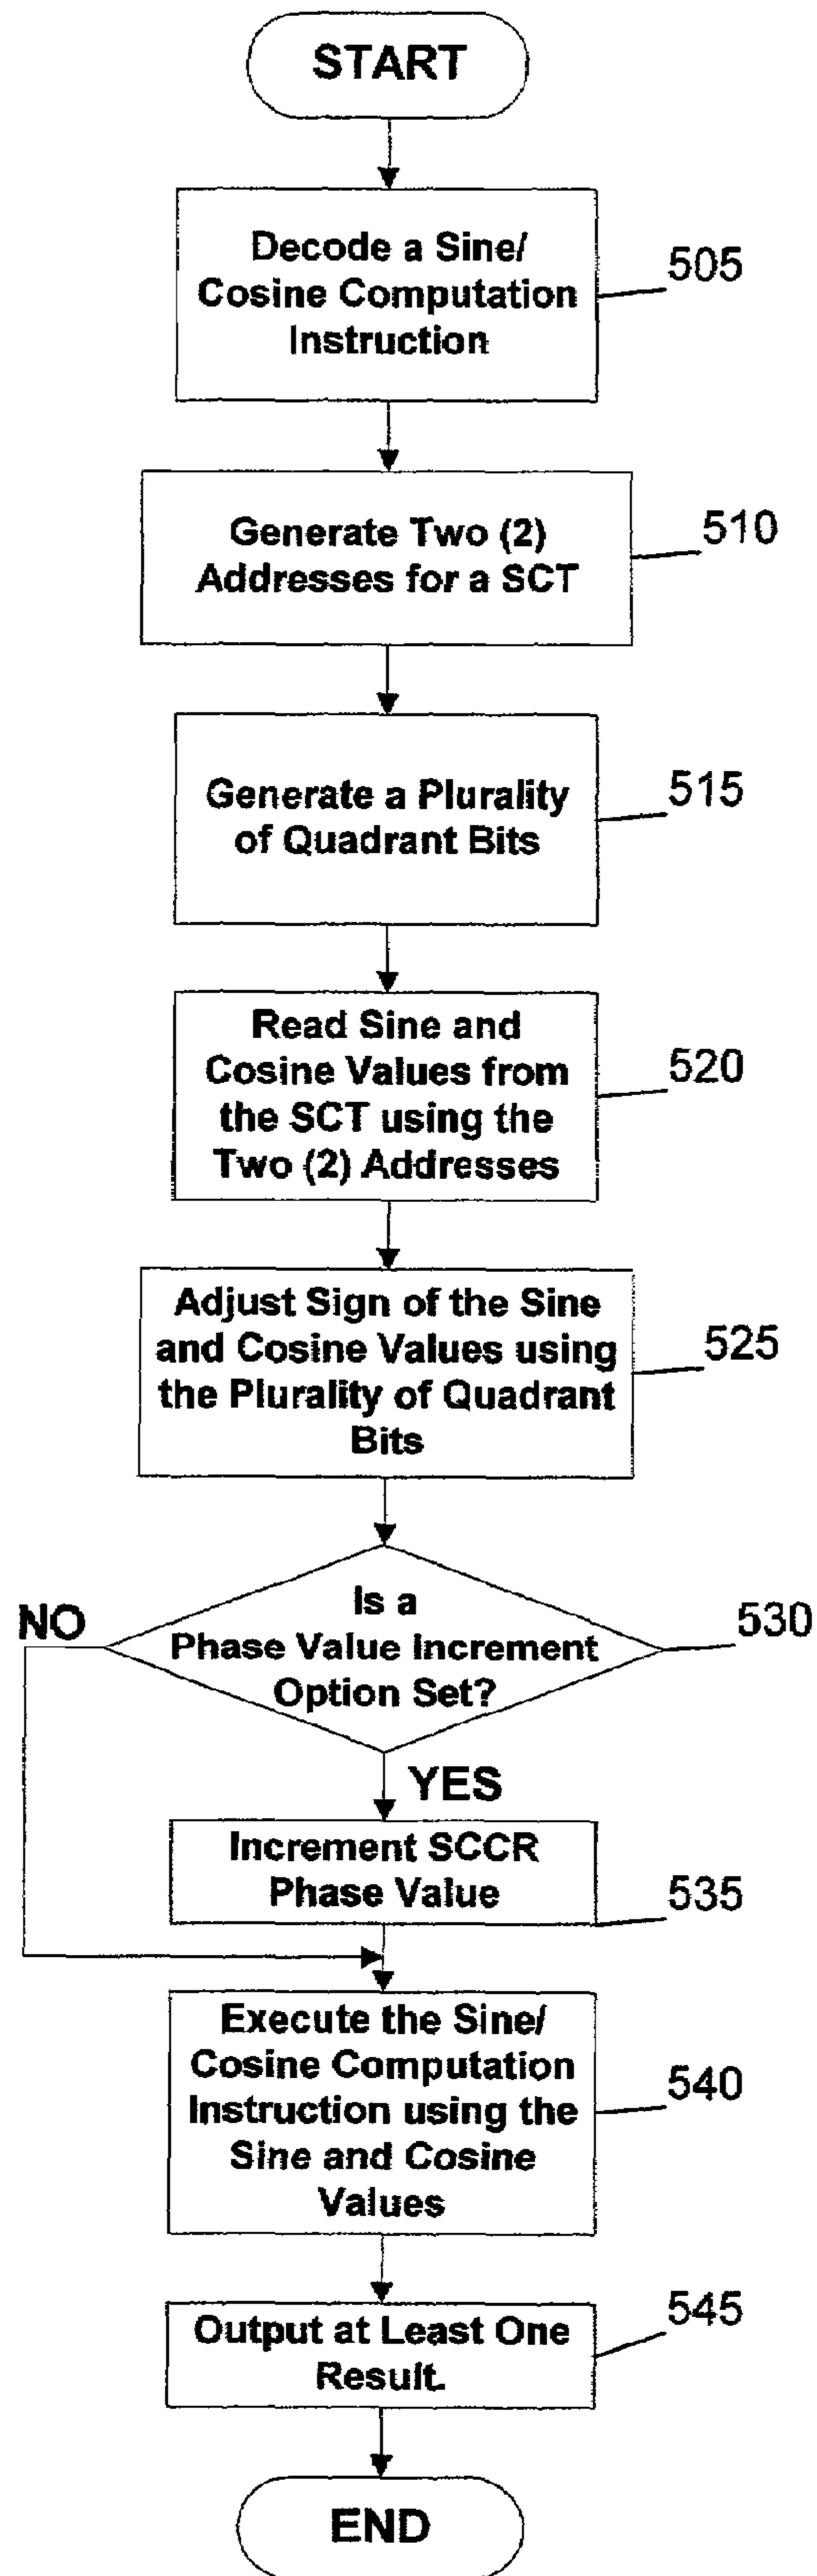 START
Decode a Sine/
Cosine Computation
Instruction
505
Generate Two (2)
Addresses for a SCT
510
Generate a Plurality
of Quadrant Bits
515
Read Sine and
Cosine Values from
the SCT using the
Two (2) Addresses
520
Adjust Sign of the Sine
and Cosine Values using
the Plurality of Quadrant
Bits
525
Is a
Phase Value Increment
Option Set?
530
NO
YES
Increment SCCR
Phase Value
535
Execute the Sine/
Cosine Computation
Instruction using the
Sine and Cosine
Values
540
Output at Least One
Result.
545
END